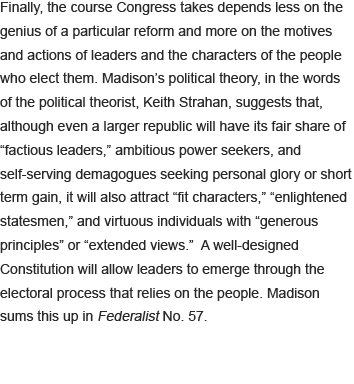 Finally, the course Congress takes depends less on the
genius of a particular reform and more on the motives
and actions of leaders and the characters of the people
who elect them. Madison’s political theory, in the words
of the political theorist, Keith Strahan, suggests that,
although even a larger republic will have its fair share of
“factious leaders,” ambitious power seekers, and
self-serving demagogues seeking personal glory or short
term gain, it will also attract “fit characters,” “enlightened
statesmen,” and virtuous individuals with “generous
principles” or “extended views.”  A well-designed
Constitution will allow leaders to emerge through the
electoral process that relies on the people. Madison
sums this up in Federalist No. 57.